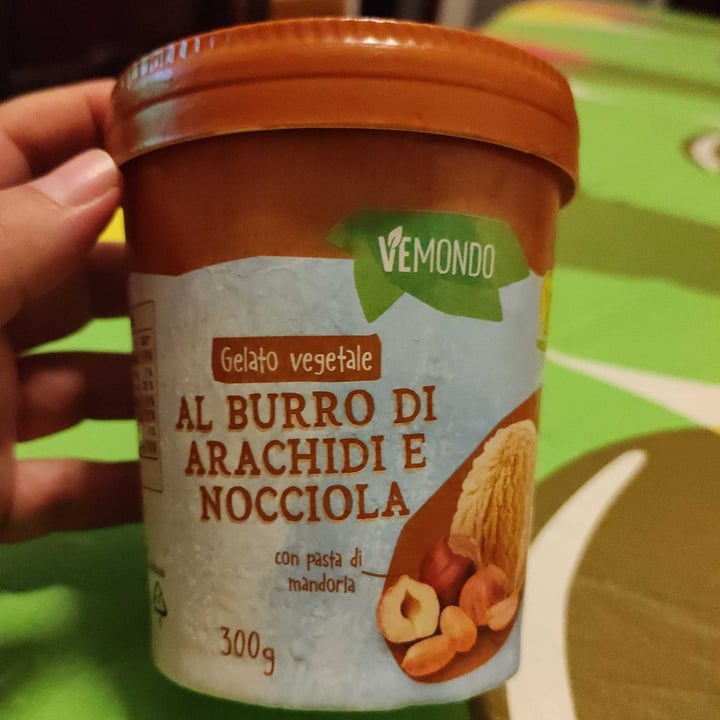 VEMONDO
Gelato vegetale
AL BURRO DI
ARACHIDI E
NOCCIOLA
con pasta di
mandorla
300g